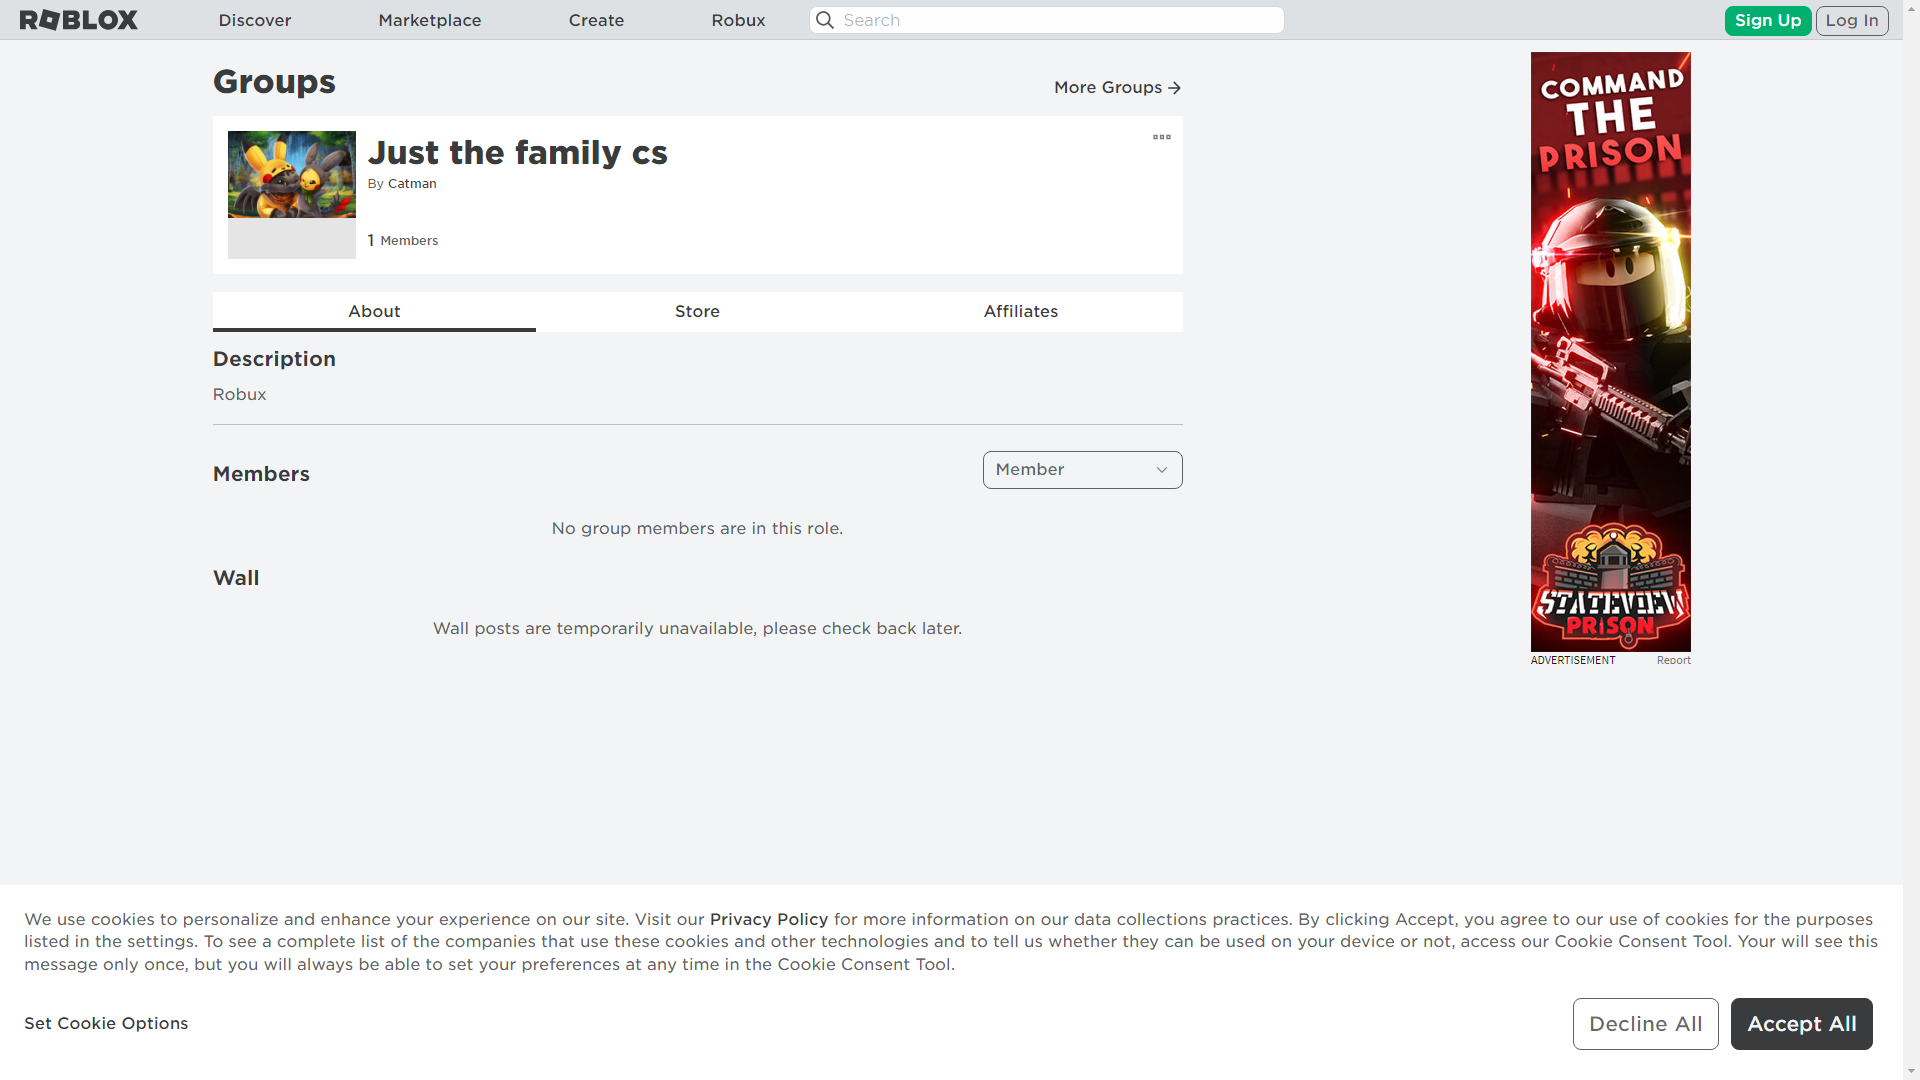 ROBLOX
Discover
Marketplace
Create
Robux
Search
Sign Up
Log In
Groups
More Groups
Just the family cs
By Catman
1 Members
About
Store
Affiliates
Description
Robux
Members
Member
No group members are in this role.
Wall
Wall posts are temporarily unavailable, please check back later.
COMMAND
THE
PRISON
STATEVIEW
PRISON
ADVERTISEMENT
Report
We use cookies to personalize and enhance your experience on our site. Visit our Privacy Policy for more information on our data collections practices. By clicking Accept, you agree to our use of cookies for the purposes
listed in the settings. To see a complete list of the companies that use these cookies and other technologies and to tell us whether they can be used on your device or not, access our Cookie Consent Tool. Your will see this
message only once, but you will always be able to set your preferences at any time in the Cookie Consent Tool.
Set Cookie Options
Decline All
Accept All